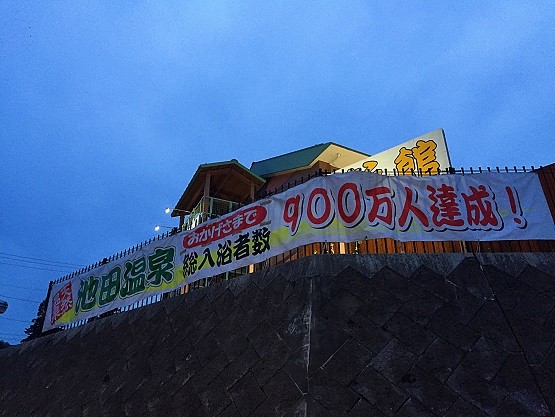 池田温泉
おかげさまで
総入浴者数
900万人達成！
館